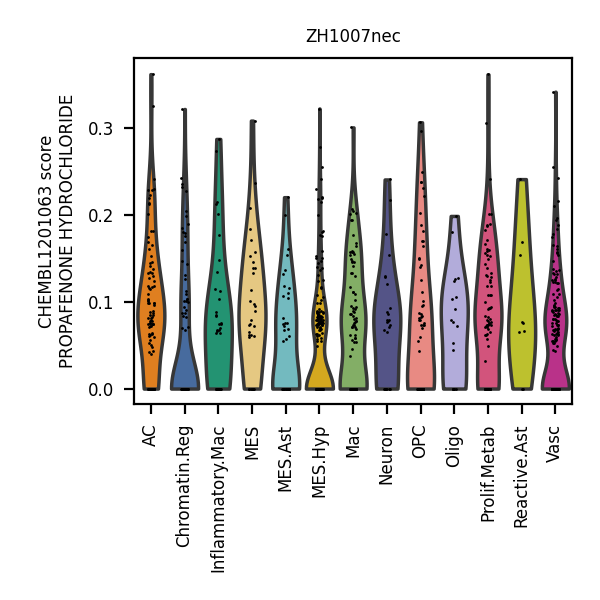 ZH1007nec
CHEMBL1201063 score
PROPAFENONE HYDROCHLORIDE
0.3
0.2
0.1
0.0
AC
Chromatin.Reg
Inflammatory.Mac
MES
MES.Ast
MES.Hyp
Mac
Neuron
OPC
Oligo
Prolif.Metab
Reactive.Ast
Vasc